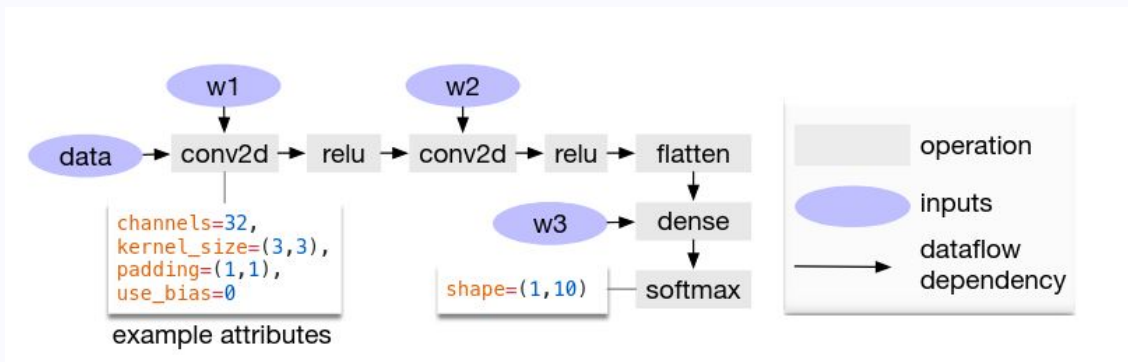 w1
w2
data
conv2d
relu
conv2d
relu
flatten
channels=32,
kernel_size=(3,3),
padding=(1,1),
use_bias=0
example attributes
w3
dense
shape=(1,10)
softmax
operation
inputs
dataflow
dependency